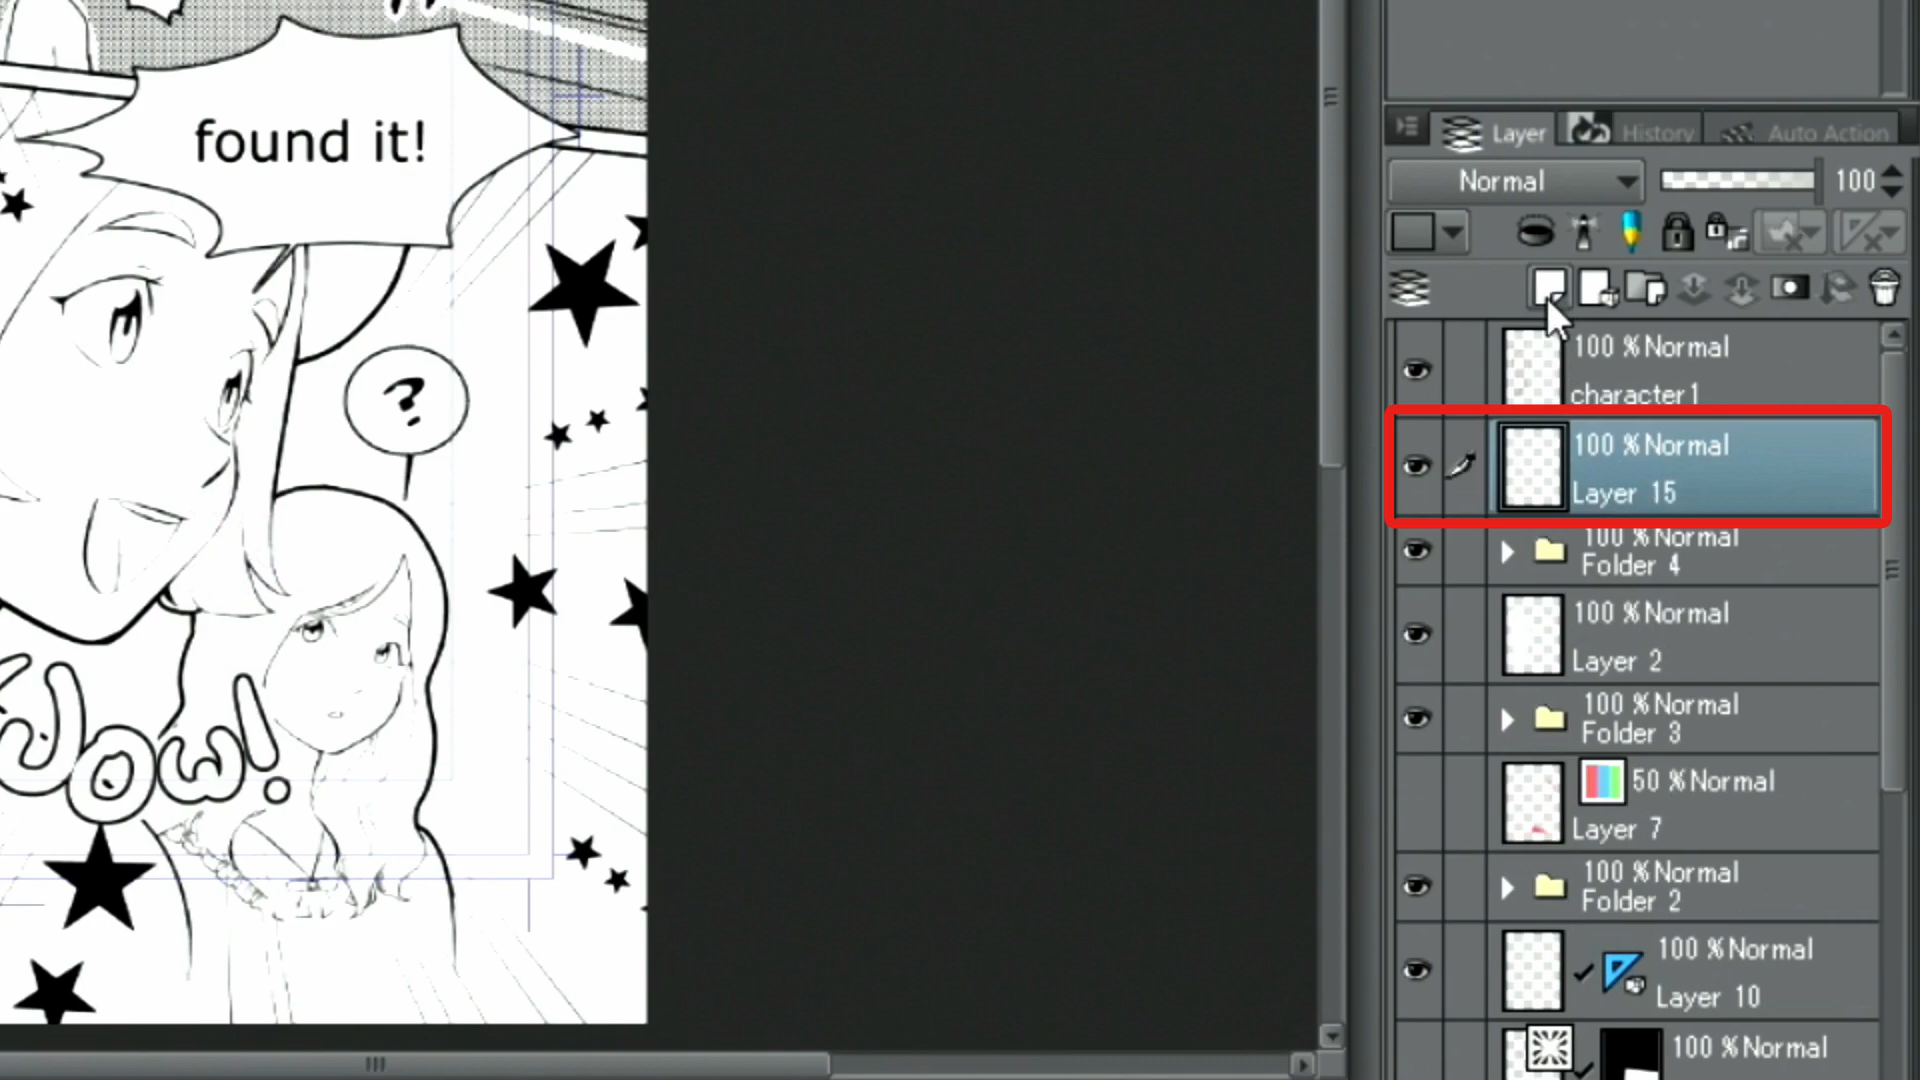 found it!
?
Wow!
Layer
History
Auto Action
Normal
100
100 %Normal
character1
100 %Normal
Layer 15
100 %Normal
Folder 4
100 %Normal
Layer 2
100 %Normal
Folder 3
50 %Normal
Layer 7
100 %Normal
Folder 2
100 %Normal
Layer 10
100 %Normal